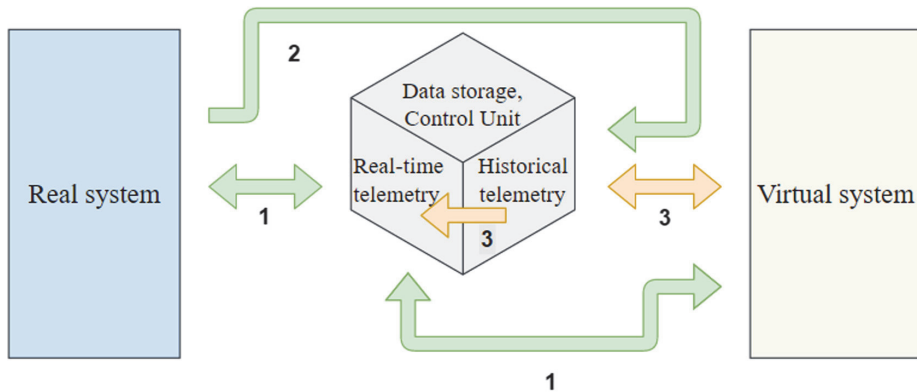 2
Data storage,
Control Unit
Real-time
telemetry
Historical
telemetry
Real system
1
3
3
Virtual system
1